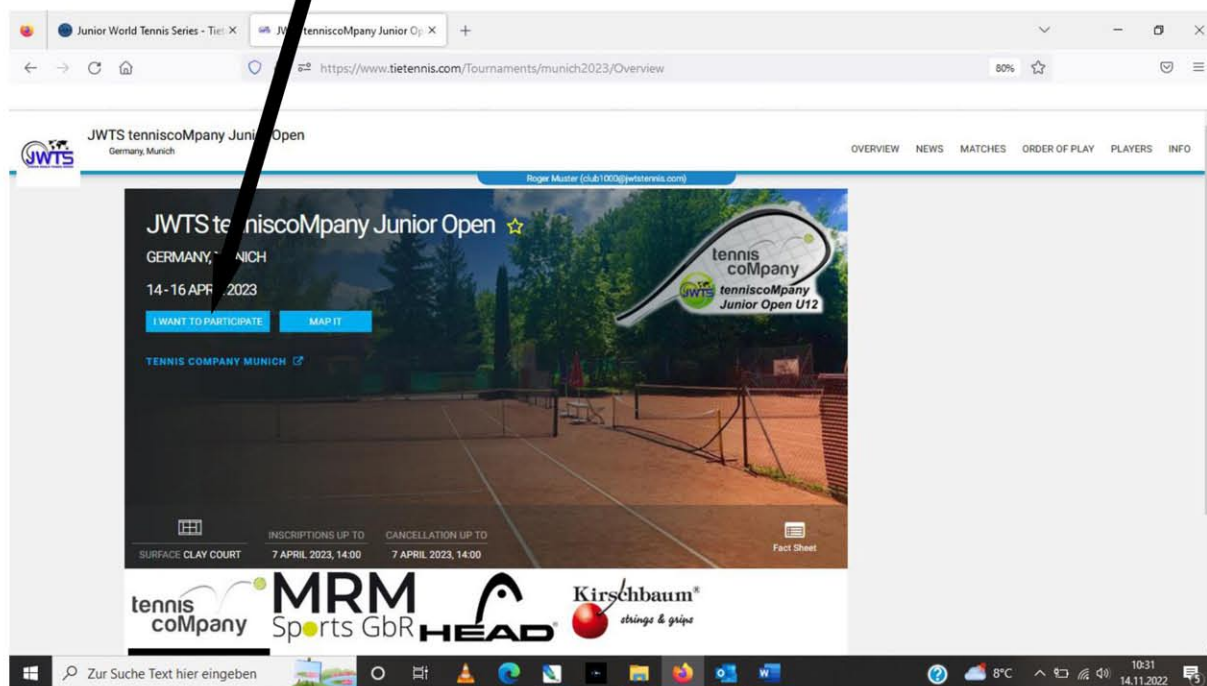 Junior World Tennis Series - Tiet
tenniscoMpany Junior Op
https://www.tietennis.com/Tournaments/munich2023/Overview
80%
JWTS
JWTS tenniscoMpany Junior Open
Germany, Munich
OVERVIEW NEWS MATCHES ORDER OF PLAY PLAYERS INFO
Roger Muster (club1000@jwtstennis.com)
JWTS tenniscoMpany Junior Open
GERMANY, MUNICH
14-16 APRIL 2023
I WANT TO PARTICIPATE MAP IT
TENNIS COMPANY MUNICH
tennis
coMpany
JWTS tenniscoMpany
Junior Open U12
SURFACE CLAY COURT
INSCRIPTIONS UP TO
7 APRIL 2023, 14:00
CANCELLATION UP TO
7 APRIL 2023, 14:00
Fact Sheet
tennis
coMpany
MRM
Sports GbR
HEAD
Kirschbaum®
strings & grips
Zur Suche Text hier eingeben
8°C
10:31
14.11.2022
5